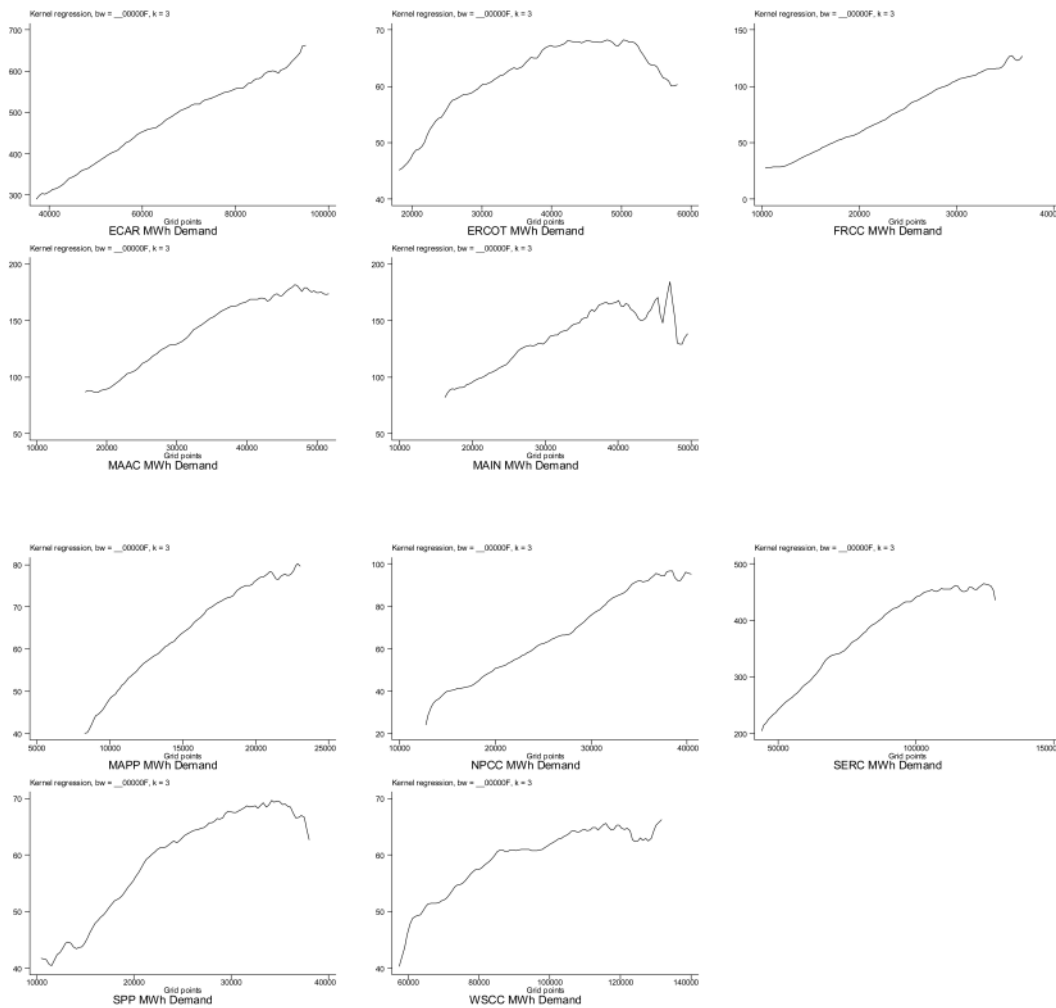 Kernel regression, bw = __00000F, k = 3
700
600
500
400
300
40000 60000 80000 100000
Grid points
ECAR MWh Demand
Kernel regression, bw = __00000F, k = 3
70
60
50
40
20000 30000 40000 50000 60000
Grid points
ERCOT MWh Demand
Kernel regression, bw = __00000F, k = 3
150
100
50
0
10000 20000 30000 4000
Grid points
FRCC MWh Demand
Kernel regression, bw = __00000F, k = 3
200
150
100
50
10000 20000 30000 40000 50000
Grid points
MAAC MWh Demand
Kernel regression, bw = __00000F, k = 3
200
150
100
50
10000 20000 30000 40000 50000
Grid points
MAIN MWh Demand
Kernel regression, bw = __00000F, k = 3
80
70
60
50
40
5000 10000 15000 20000 25000
Grid points
MAPP MWh Demand
Kernel regression, bw = __00000F, k = 3
100
80
60
40
20
10000 20000 30000 40000
Grid points
NPCC MWh Demand
Kernel regression, bw = __00000F, k = 3
500
400
300
200
50000 100000 15000
Grid points
SERC MWh Demand
Kernel regression, bw = __00000F, k = 3
70
60
50
40
10000 20000 30000 40000
Grid points
SPP MWh Demand
Kernel regression, bw = __00000F, k = 3
70
60
50
40
60000 80000 100000 120000 140000
Grid points
WSCC MWh Demand